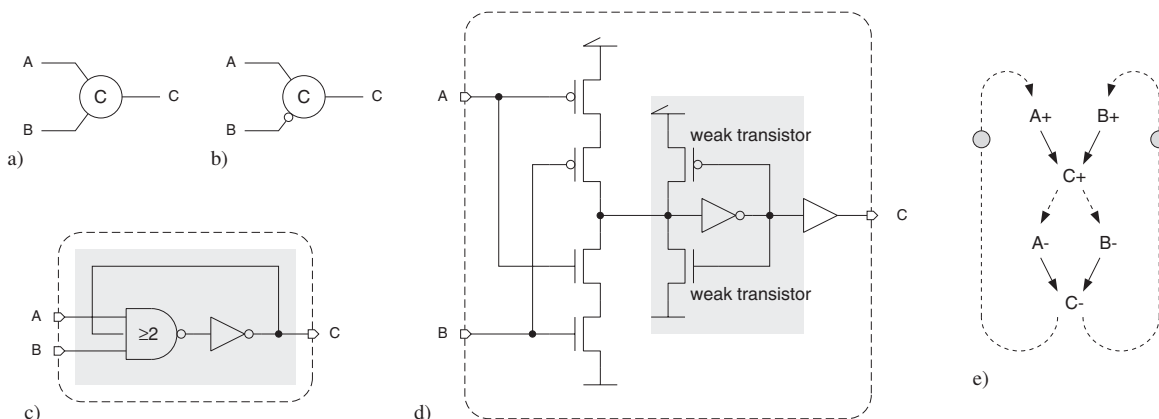 A
C
C
B
a)
A
C
C
B
b)
A
B
≥2
C
c)
A
B
weak transistor
weak transistor
C
d)
A+
B+
C+
A-
B-
C-
e)